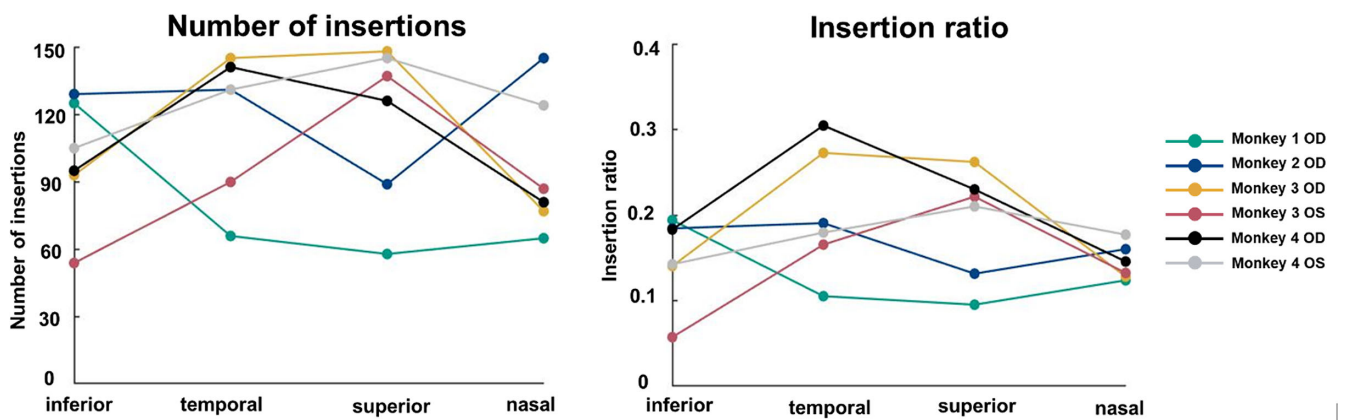 Number of insertions
Number of insertions
150
120
90
60
30
0
inferior temporal superior nasal
Insertion ratio
Insertion ratio
0.4
0.3
0.2
0.1
0
inferior temporal superior nasal
Monkey 1 OD
Monkey 2 OD
Monkey 3 OD
Monkey 3 OS
Monkey 4 OD
Monkey 4 OS